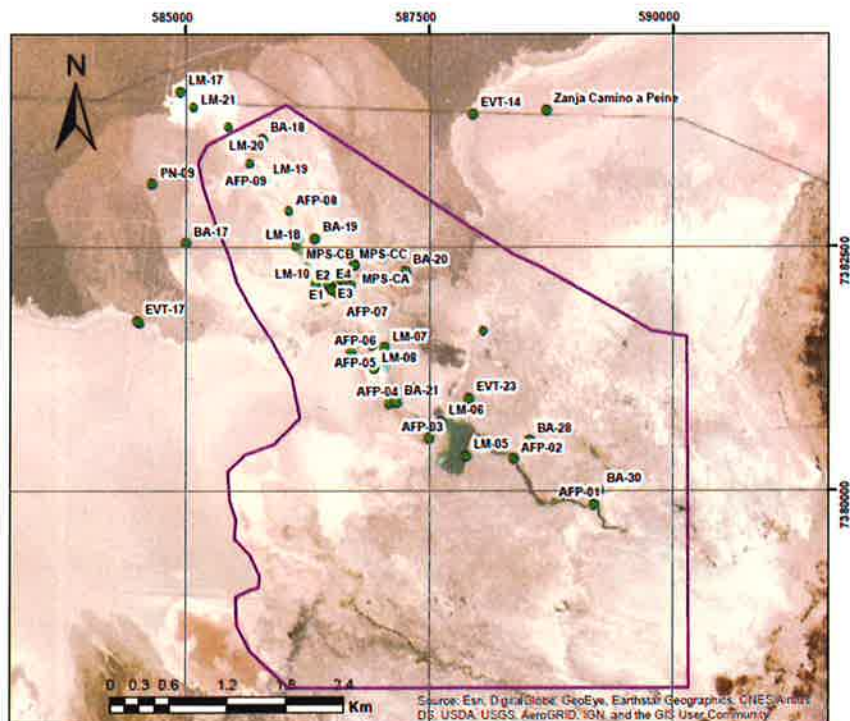 585000 587500 590000
N
LM-17
LM-21
EVT-14
Zanja Camino a Peine
BA-18
LM-20
LM-19
PN-09
AFP-09
AFP-08
BA-17
BA-19
LM-18
7382500
MPS-CB MPS-CC
BA-20
LM-10 E2 E4 MPS-CA
E1 E3
AFP-07
EVT-17
AFP-06 LM-07
AFP-05 LM-08
AFP-04 BA-21 EVT-23
LM-06
AFP-03 BA-28
LM-05 AFP-02
BA-30
AFP-01
7380000
0 0.3 0.6 1.2 1.8 2.4
Km
Source: Esri, DigitalGlobe, GeoEye, Earthstar Geographics, CNES/Airbus
DS, USDA, USGS, AeroGRID, IGN, and the GIS User Community